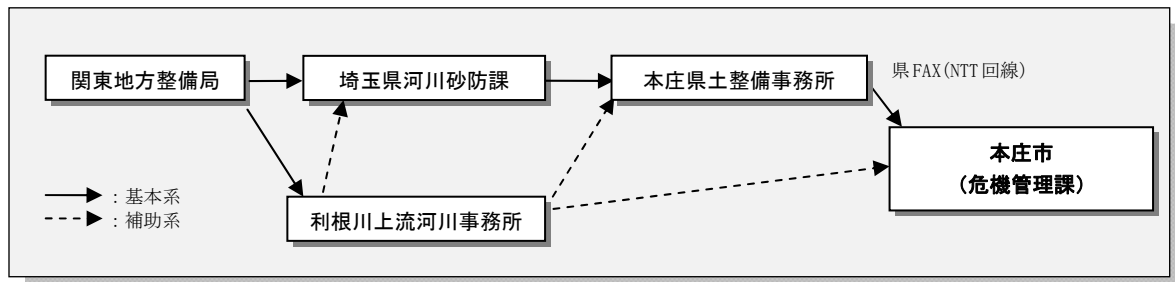 関東地方整備局
埼玉県河川砂防課
本庄県土整備事務所
県FAX(NTT回線)
本庄市
(危機管理課)
利根川上流河川事務所
:基本系
:補助系